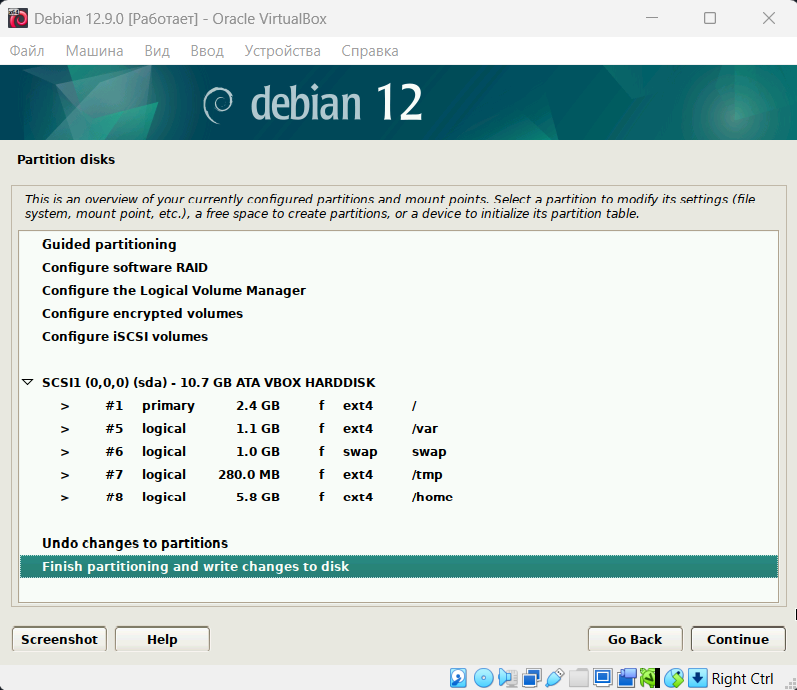 Debian 12.9.0 [Работает] - Oracle VirtualBox
Файл Машина Вид Ввод Устройства Справка
debian 12
Partition disks
This is an overview of your currently configured partitions and mount points. Select a partition to modify its settings (file
system, mount point, etc.), a free space to create partitions, or a device to initialize its partition table.
Guided partitioning
Configure software RAID
Configure the Logical Volume Manager
Configure encrypted volumes
Configure iSCSI volumes
SCSI1 (0,0,0) (sda) - 10.7 GB ATA VBOX HARDDISK
> #1 primary 2.4 GB f ext4 /
> #5 logical 1.1 GB f ext4 /var
> #6 logical 1.0 GB f swap swap
> #7 logical 280.0 MB f ext4 /tmp
> #8 logical 5.8 GB f ext4 /home
Undo changes to partitions
Finish partitioning and write changes to disk
Screenshot Help Go Back Continue
Right Ctrl